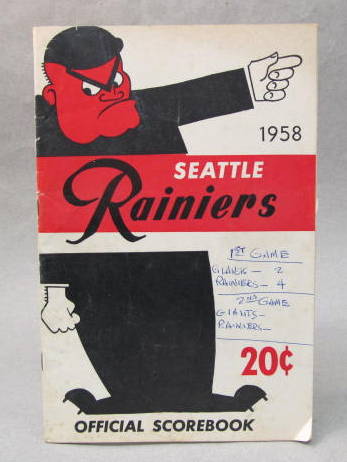 1958
SEATTLE
Rainiers
1ST GAME
GIANTS — 2
RAINIERS — 4
2ND GAME
GIANTS —
RAINIERS —
20¢
OFFICIAL SCOREBOOK